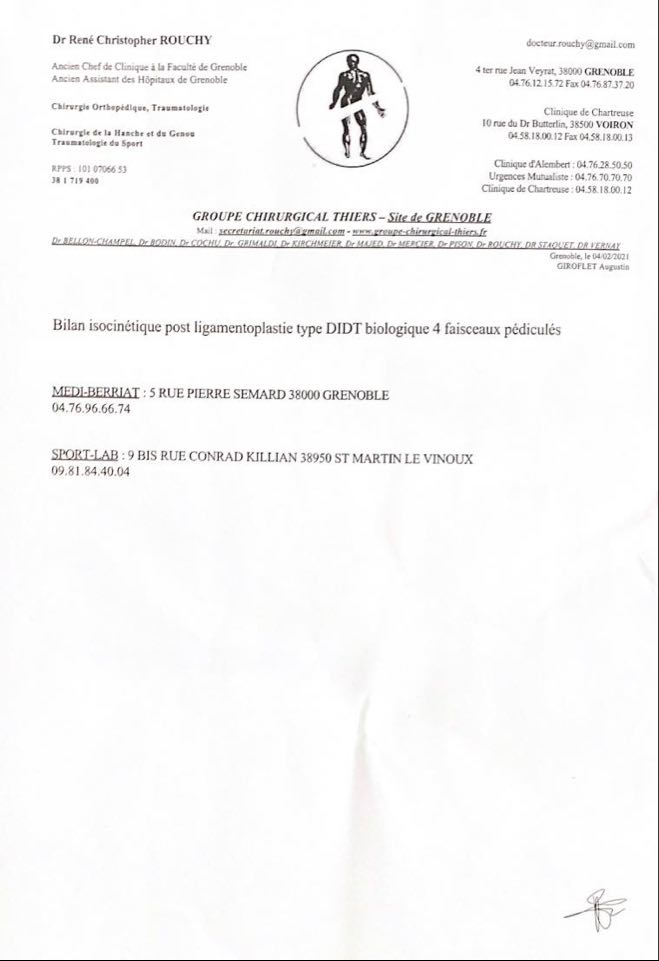 Dr René Christopher ROUCHY
Ancien Chef de Clinique à la Faculté de Grenoble
Ancien Assistant des Hôpitaux de Grenoble
Chirurgie Orthopédique, Traumatologie
Chirurgie de la Hanche et du Genou
Traumatologie du Sport
RPPS : 101 07066 53
38 1 719 400
docteur.rouchy@gmail.com
4 ter rue Jean Veyrat, 38000 GRENOBLE
04.76.12.15.72 Fax 04.76.87.37.20
Clinique de Chartreuse
10 rue du Dr Butterlin, 38500 VOIRON
04.58.18.00.12 Fax 04.58.18.00.13
Clinique d'Alembert : 04.76.28.50.50
Urgences Mutualiste : 04.76.70.70.70
Clinique de Chartreuse : 04.58.18.00.12
GROUPE CHIRURGICAL THIERS – Site de GRENOBLE
Mail : secretariat.rouchy@gmail.com - www.groupe-chirurgical-thiers.fr
Dr BELLON-CHAMPEL, Dr BODIN, Dr COCHU, Dr. GRIMALDI, Dr KIRCHMEIER, Dr MAJED, Dr MERCIER, Dr PISON, Dr ROUCHY, DR STAQUET, DR VERNAY
Grenoble, le 04/02/2021
GIROFLET Augustin
Bilan isocinétique post ligamentoplastie type DIDT biologique 4 faisceaux pédiculés
MEDI-BERRIAT : 5 RUE PIERRE SEMARD 38000 GRENOBLE
04.76.96.66.74
SPORT-LAB : 9 BIS RUE CONRAD KILLIAN 38950 ST MARTIN LE VINOUX
09.81.84.40.04